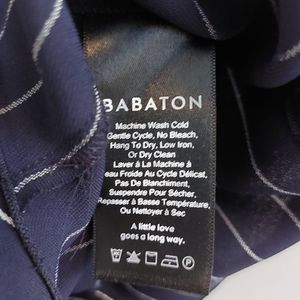 BABATON
Machine Wash Cold
Gentle Cycle, No Bleach,
Hang To Dry, Low Iron,
Or Dry Clean
Laver À La Machine à
eau Froide Au Cycle Délicat,
Pas De Blanchiment,
Suspendre Pour Sécher,
Repasser à Basse Température,
Ou Nettoyer à Sec
A little love
goes a long way.